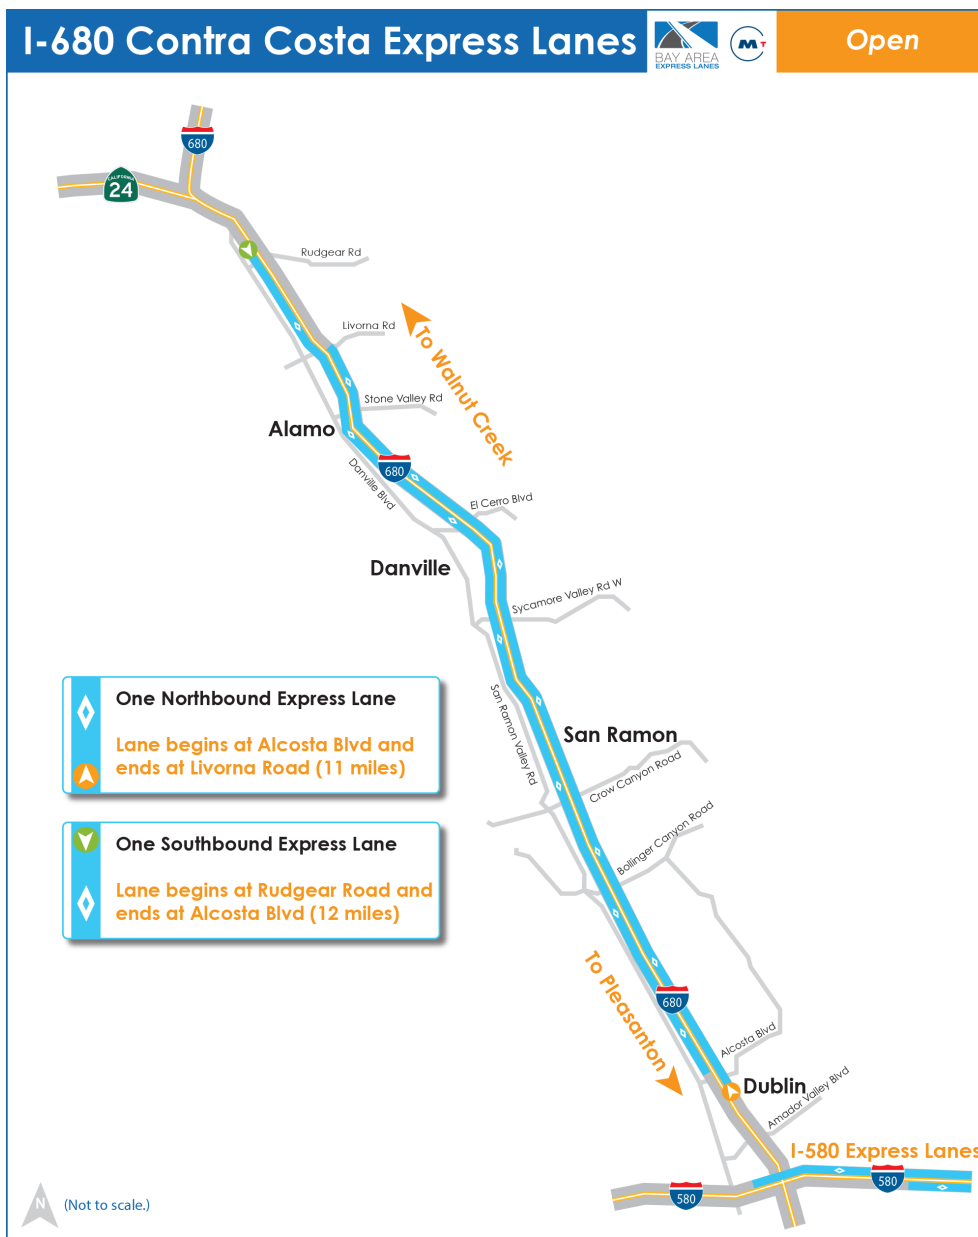 I-680 Contra Costa Express Lanes
BAY AREA
EXPRESS LANES
M T
Open
680
CALIFORNIA
24
Rudgear Rd
Livorna Rd
To Walnut Creek
Stone Valley Rd
Alamo
680
Danville Blvd
El Cerro Blvd
Danville
Sycamore Valley Rd W
One Northbound Express Lane
Lane begins at Alcosta Blvd and
ends at Livorna Road (11 miles)
San Ramon Valley Rd
San Ramon
Crow Canyon Road
Bollinger Canyon Road
One Southbound Express Lane
Lane begins at Rudgear Road and
ends at Alcosta Blvd (12 miles)
To Pleasanton
680
Alcosta Blvd
Dublin
Amador Valley Blvd
I-580 Express Lanes
580
580
N
(Not to scale.)